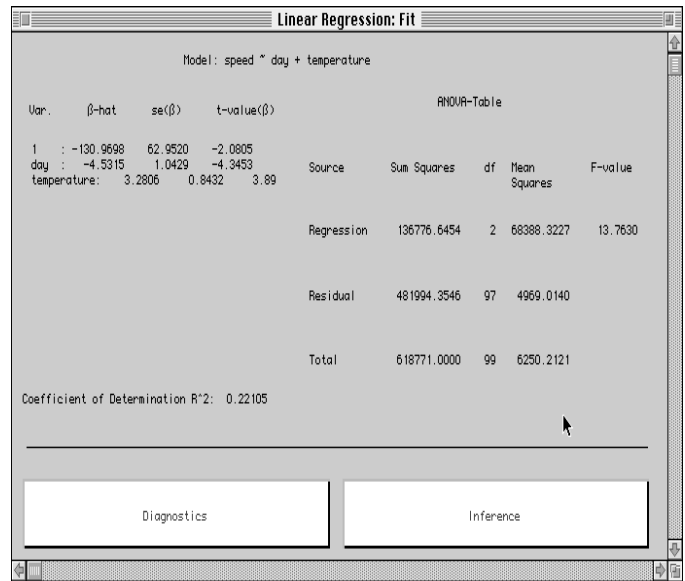 Linear Regression: Fit
Model: speed ~ day + temperature
Var. β-hat se(β) t-value(β)
1 : -130.9698 62.9520 -2.0805
day : -4.5315 1.0429 -4.3453
temperature: 3.2806 0.8432 3.89
ANOVA-Table
Source Sum Squares df Mean Squares F-value
Regression 136776.6454 2 68388.3227 13.7630
Residual 481994.3546 97 4969.0140
Total 618771.0000 99 6250.2121
Coefficient of Determination R^2: 0.22105
Diagnostics
Inference